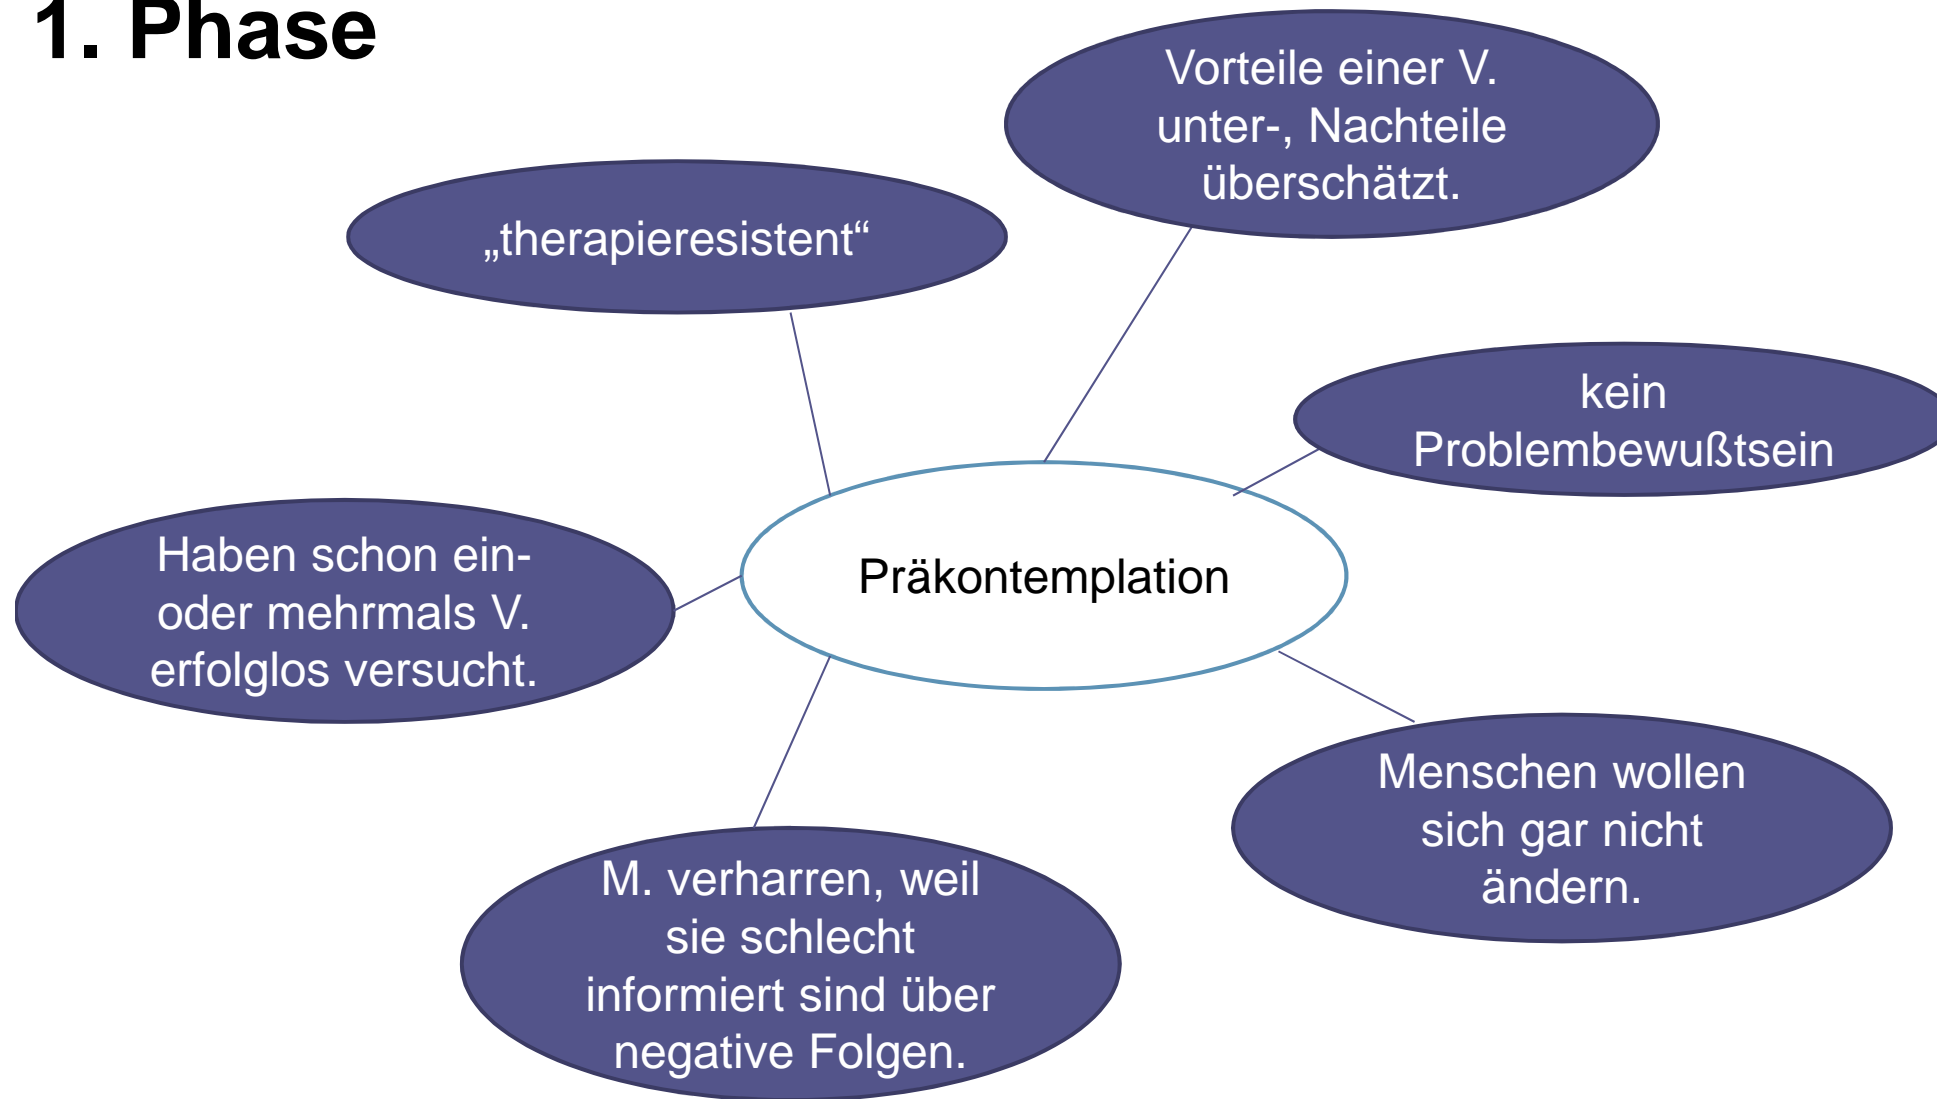 1. Phase
Vorteile einer V.
unter-, Nachteile
überschätzt.
„therapieresistent“
kein
Problembewußtsein
Präkontemplation
Haben schon ein-
oder mehrmals V.
erfolglos versucht.
Menschen wollen
sich gar nicht
ändern.
M. verharren, weil
sie schlecht
informiert sind über
negative Folgen.